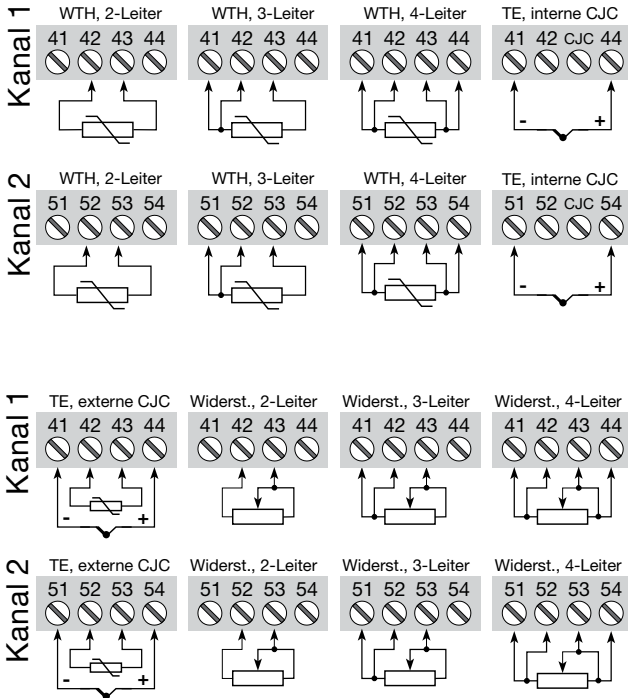 Kanal 1
WTH, 2-Leiter WTH, 3-Leiter WTH, 4-Leiter TE, interne CJC
41 42 43 44 41 42 43 44 41 42 43 44 41 42 CJC 44
- +
Kanal 2
WTH, 2-Leiter WTH, 3-Leiter WTH, 4-Leiter TE, interne CJC
51 52 53 54 51 52 53 54 51 52 53 54 51 52 CJC 54
- +
Kanal 1
TE, externe CJC Widerst., 2-Leiter Widerst., 3-Leiter Widerst., 4-Leiter
41 42 43 44 41 42 43 44 41 42 43 44 41 42 43 44
- +
Kanal 2
TE, externe CJC Widerst., 2-Leiter Widerst., 3-Leiter Widerst., 4-Leiter
51 52 53 54 51 52 53 54 51 52 53 54 51 52 53 54
- +